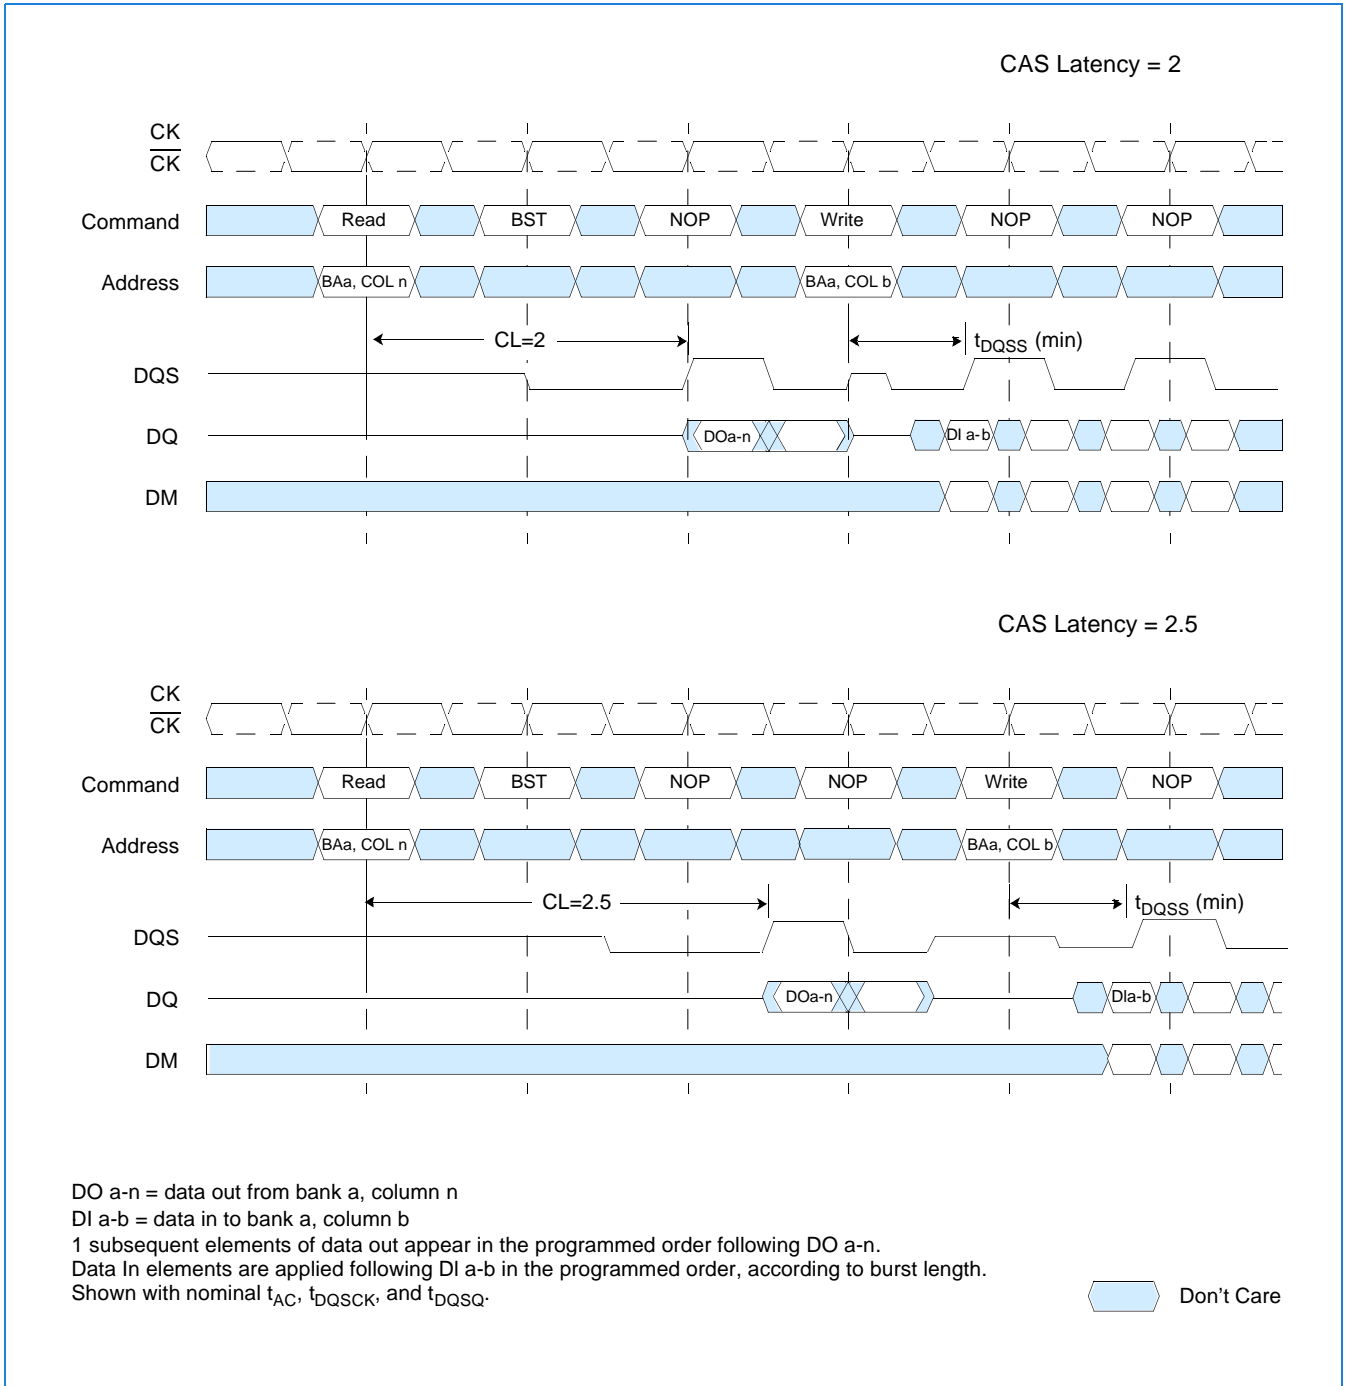 CAS Latency = 2
CK
CK
Command Read BST NOP Write NOP NOP
Address BAa, COL n BAa, COL b
CL=2 tDQSS (min)
DQS
DQ DOa-n DI a-b
DM
CAS Latency = 2.5
CK
CK
Command Read BST NOP NOP Write NOP
Address BAa, COL n BAa, COL b
CL=2.5 tDQSS (min)
DQS
DQ DOa-n DIa-b
DM
DO a-n = data out from bank a, column n
DI a-b = data in to bank a, column b
1 subsequent elements of data out appear in the programmed order following DO a-n.
Data In elements are applied following DI a-b in the programmed order, according to burst length.
Shown with nominal tAC, tDQSCK, and tDQSQ.
Don't Care